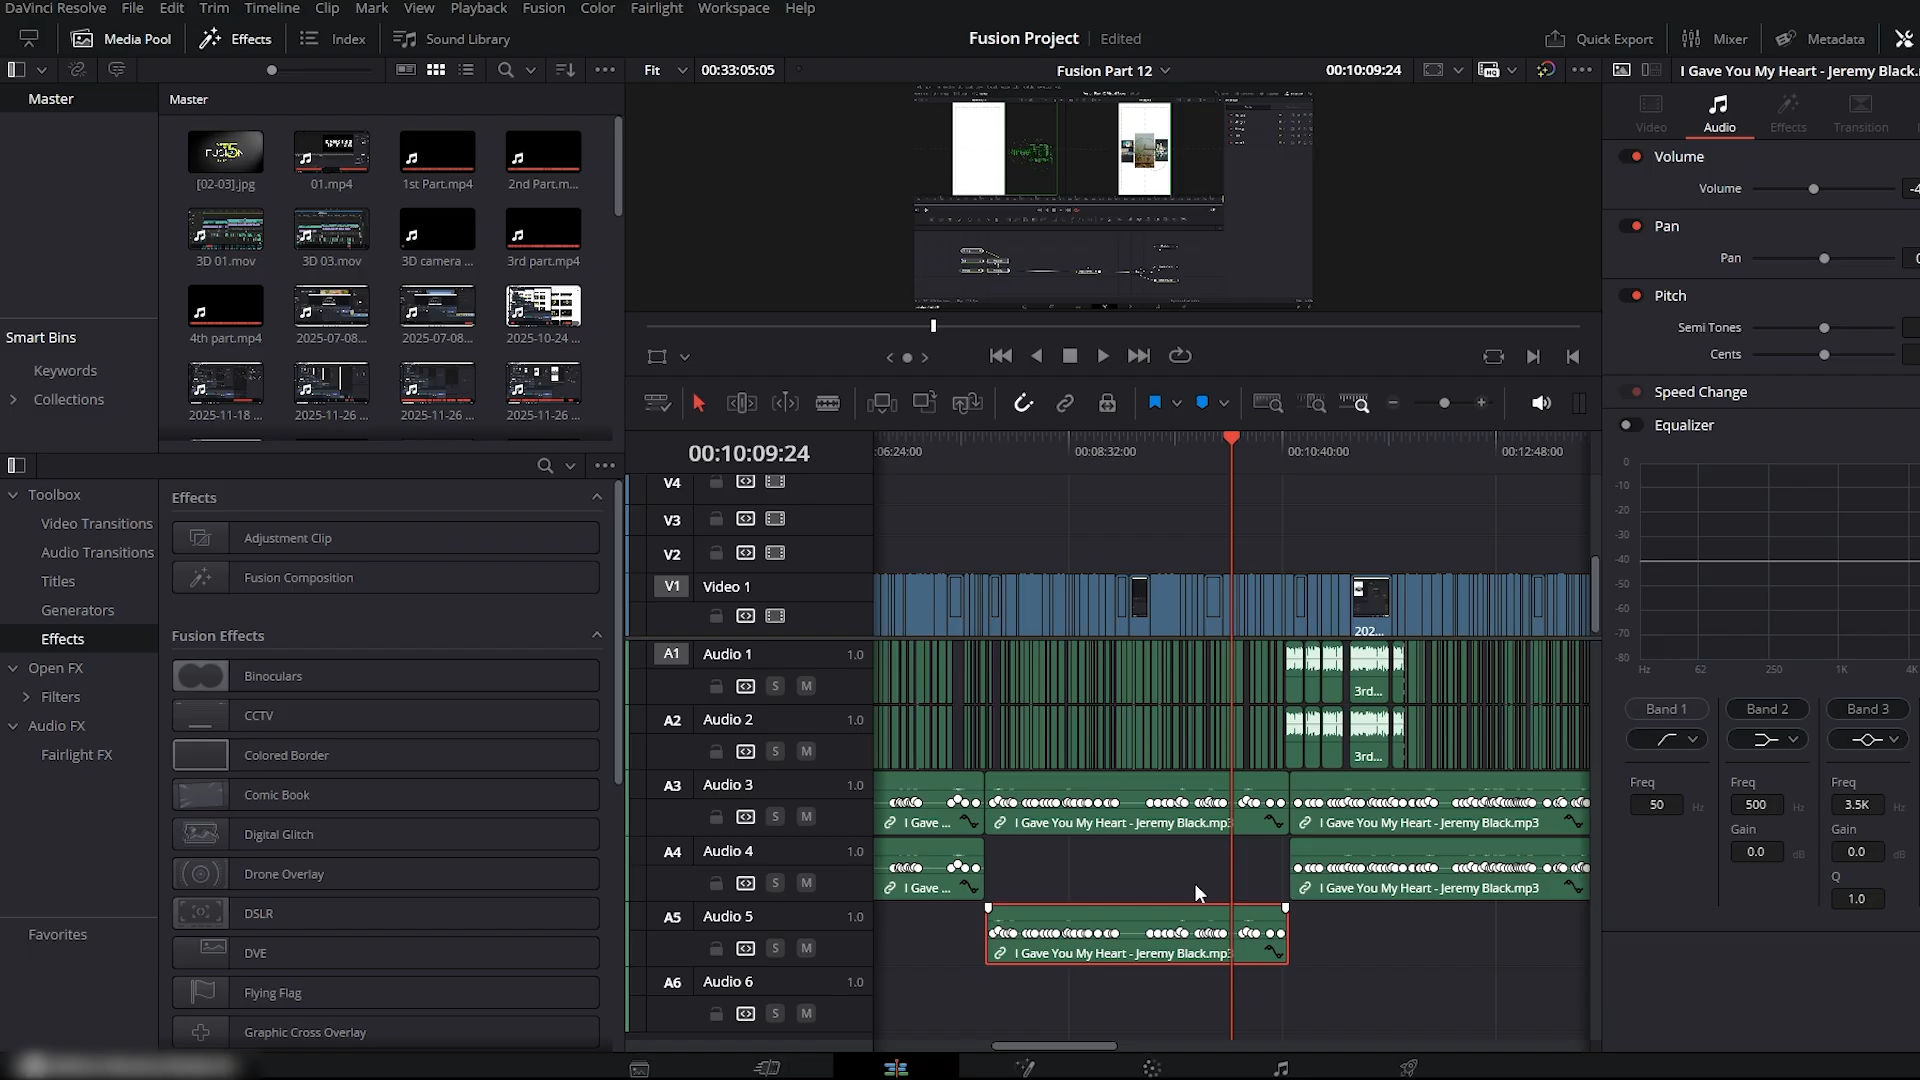 DaVinci Resolve File Edit Trim Timeline Clip Mark View Playback Fusion Color Fairlight Workspace Help
Media Pool Effects Index Sound Library Fusion Project Edited Quick Export Mixer Metadata
Fit 00:33:05:05 Fusion Part 12 00:10:09:24 I Gave You My Heart - Jeremy Black.
Master
Master
[02-03].jpg 01.mp4 1st Part.mp4 2nd Part.m...
3D 01.mov 3D 03.mov 3D camera ... 3rd part.mp4
4th part.mp4 2025-07-08... 2025-07-08... 2025-10-24 ...
2025-11-18 ... 2025-11-26 ... 2025-11-26 ... 2025-11-26 ...
Smart Bins
Keywords
Collections
Toolbox
Video Transitions
Audio Transitions
Titles
Generators
Effects
Open FX
Filters
Audio FX
Fairlight FX
Favorites
Effects
Adjustment Clip
Fusion Composition
Fusion Effects
Binoculars
CCTV
Colored Border
Comic Book
Digital Glitch
Drone Overlay
DSLR
DVE
Flying Flag
Graphic Cross Overlay
00:10:09:24
:06:24:00 00:08:32:00 00:10:40:00 00:12:48:00
V4
V3
V2
V1 Video 1
202...
A1 Audio 1 1.0
S M
3rd...
A2 Audio 2 1.0
S M
3rd...
A3 Audio 3 1.0
S M
I Gave ... I Gave You My Heart - Jeremy Black.mp3 I Gave You My Heart - Jeremy Black.mp3
A4 Audio 4 1.0
S M
I Gave ... I Gave You My Heart - Jeremy Black.mp3
A5 Audio 5 1.0
S M
I Gave You My Heart - Jeremy Black.mp3
A6 Audio 6 1.0
S M
Video Audio Effects Transition
Volume
Volume -4
Pan
Pan 0
Pitch
Semi Tones
Cents
Speed Change
Equalizer
0
-10
-20
-30
-40
-50
-60
-70
-80
Hz 62 250 1K 4K
Band 1 Band 2 Band 3
Freq Freq Freq
50 Hz 500 Hz 3.5K Hz
Gain Gain
0.0 dB 0.0 dB
Q
1.0